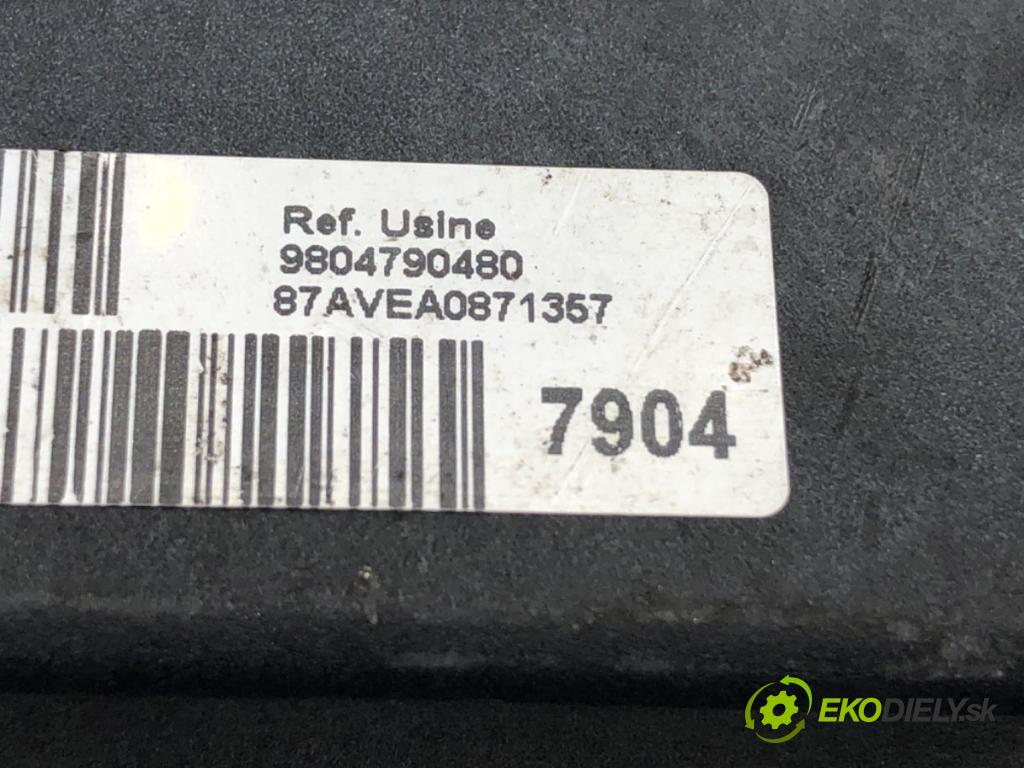 Ref. Usine
9804790480
87AVEA0871357
7904
EKODIELY.sk